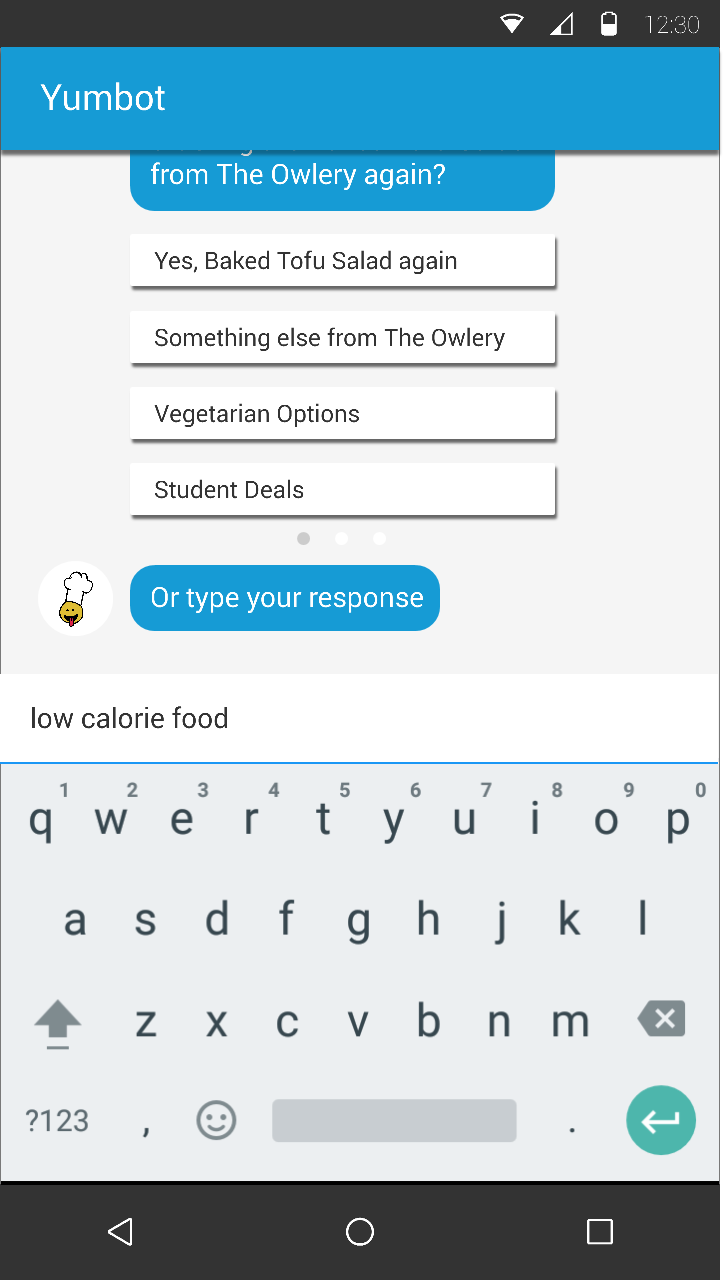 12:30
Yumbot
from The Owlery again?
Yes, Baked Tofu Salad again
Something else from The Owlery
Vegetarian Options
Student Deals
Or type your response
low calorie food
1 2 3 4 5 6 7 8 9 0
q w e r t y u i o p
a s d f g h j k l
z x c v b n m
?123 , .